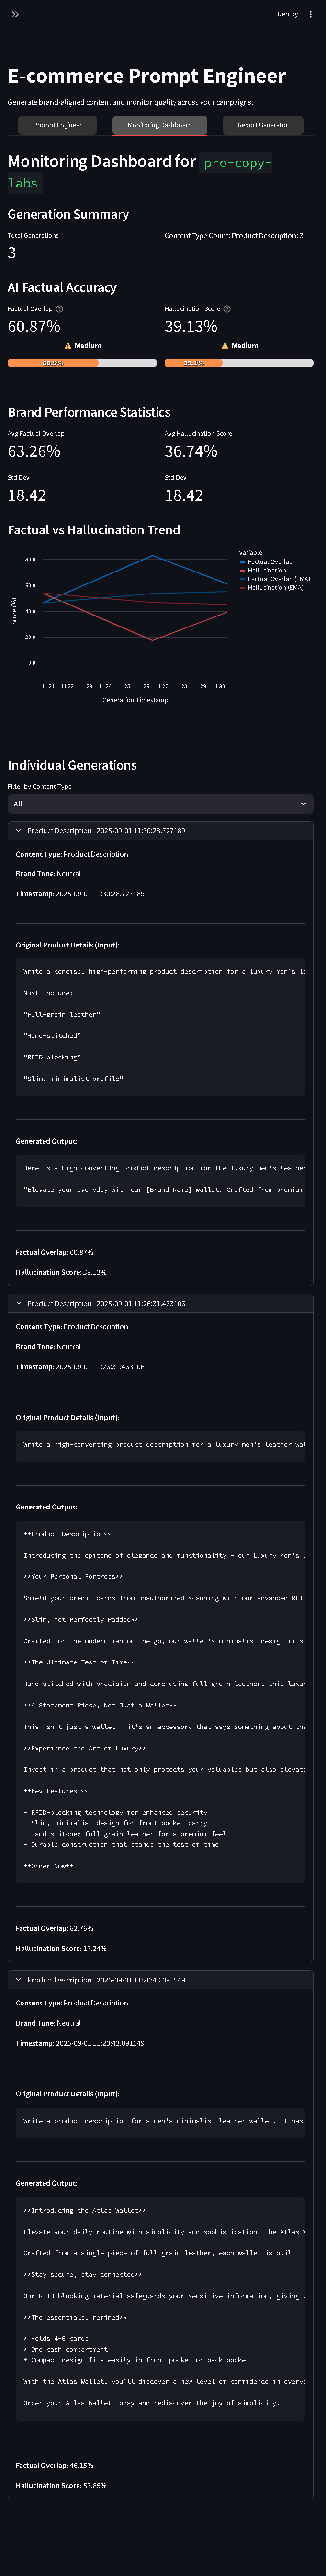 Deploy
E-commerce Prompt Engineer
Generate brand-aligned content and monitor quality across your campaigns.
Prompt Engineer
Monitoring Dashboard
Report Generator
Monitoring Dashboard for pro-copy-
labs
Generation Summary
Total Generations
3
Content Type Count: Product Description: 3
AI Factual Accuracy
Factual Overlap
60.87%
Medium
60.9%
Hallucination Score
39.13%
Medium
39.1%
Brand Performance Statistics
Avg Factual Overlap
63.26%
Avg Hallucination Score
36.74%
Std Dev
18.42
Std Dev
18.42
Factual vs Hallucination Trend
variable
Factual Overlap
Hallucination
Factual Overlap (EMA)
Hallucination (EMA)
Score (%)
80.0
60.0
40.0
20.0
0.0
11:21 11:22 11:23 11:24 11:25 11:26 11:27 11:28 11:29 11:30
Generation Timestamp
Individual Generations
Filter by Content Type
All
Product Description | 2025-09-01 11:30:28.727189
Content Type: Product Description
Brand Tone: Neutral
Timestamp: 2025-09-01 11:30:28.727189
Original Product Details (Input):
Write a concise, high-performing product description for a luxury men's le
Must include:
"Full-grain leather"
"Hand-stitched"
"RFID-blocking"
"Slim, minimalist profile"
Generated Output:
Here is a high-converting product description for the luxury men's leather
"Elevate your everyday with our [Brand Name] wallet. Crafted from premium
Factual Overlap: 60.87%
Hallucination Score: 39.13%
Product Description | 2025-09-01 11:26:31.463106
Content Type: Product Description
Brand Tone: Neutral
Timestamp: 2025-09-01 11:26:31.463106
Original Product Details (Input):
Write a high-converting product description for a luxury men's leather wal
Generated Output:
**Product Description**
Introducing the epitome of elegance and functionality - our Luxury Men's L
**Your Personal Fortress**
Shield your credit cards from unauthorized scanning with our advanced RFID
**Slim, Yet Perfectly Padded**
Crafted for the modern man on-the-go, our wallet's minimalist design fits
**The Ultimate Test of Time**
Hand-stitched with precision and care using full-grain leather, this luxur
**A Statement Piece, Not Just a Wallet**
This isn't just a wallet - it's an accessory that says something about the
**Experience the Art of Luxury**
Invest in a product that not only protects your valuables but also elevate
**Key Features:**
- RFID-blocking technology for enhanced security
- Slim, minimalist design for front pocket carry
- Hand-stitched full-grain leather for a premium feel
- Durable construction that stands the test of time
**Order Now**
Factual Overlap: 82.76%
Hallucination Score: 17.24%
Product Description | 2025-09-01 11:20:43.091549
Content Type: Product Description
Brand Tone: Neutral
Timestamp: 2025-09-01 11:20:43.091549
Original Product Details (Input):
Write a product description for a men's minimalist leather wallet. It has
Generated Output:
**Introducing the Atlas Wallet**
Elevate your daily routine with simplicity and sophistication. The Atlas W
Crafted from a single piece of full-grain leather, each wallet is built to
**Stay secure, stay connected**
Our RFID-blocking material safeguards your sensitive information, giving y
**The essentials, refined**
* Holds 4-6 cards
* One cash compartment
* Compact design fits easily in front pocket or back pocket
With the Atlas Wallet, you'll discover a new level of confidence in everyd
Order your Atlas Wallet today and rediscover the joy of simplicity.
Factual Overlap: 46.15%
Hallucination Score: 53.85%